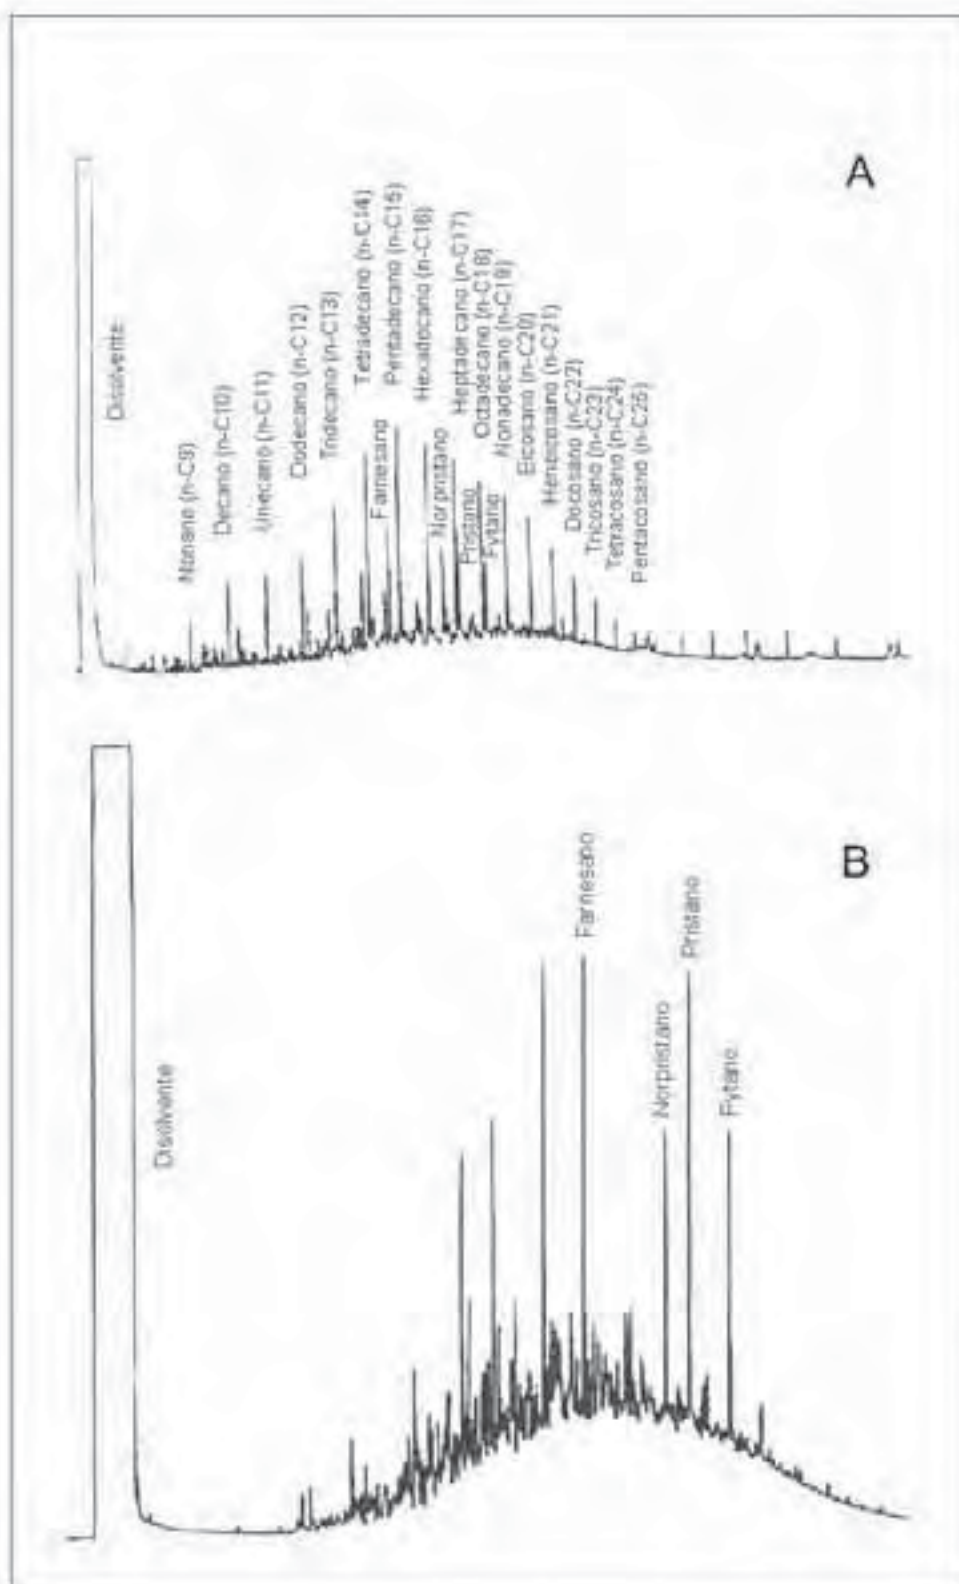 A
Disolvente
Nonano (n-C9)
Decano (n-C10)
Unecano (n-C11)
Dodecano (n-C12)
Tridecano (n-C13)
Tetradecano (n-C14)
Farnesano
Pentadecano (n-C15)
Hexadocano (n-C16)
Norpristano
Heptadecano (n-C17)
Pristano
Octadecano (n-C18)
Fytano
Nonadecano (n-C19)
Eicosano (n-C20)
Heneicosano (n-C21)
Docosano (n-C22)
Tricosano (n-C23)
Tetracosano (n-C24)
Pentacosano (n-C25)
B
Disolvente
Farnesano
Norpristano
Pristano
Fytano